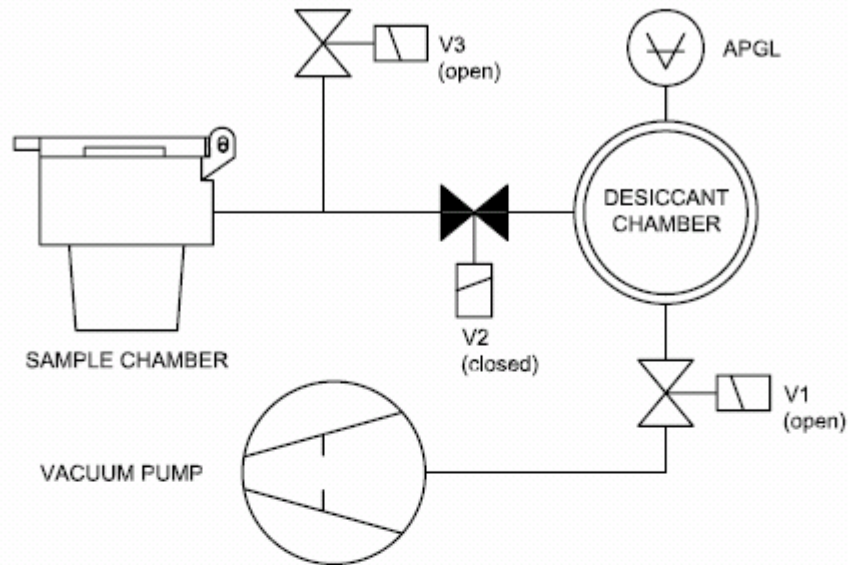 V3
(open)
APGL
DESICCANT
CHAMBER
SAMPLE CHAMBER
V2
(closed)
V1
(open)
VACUUM PUMP